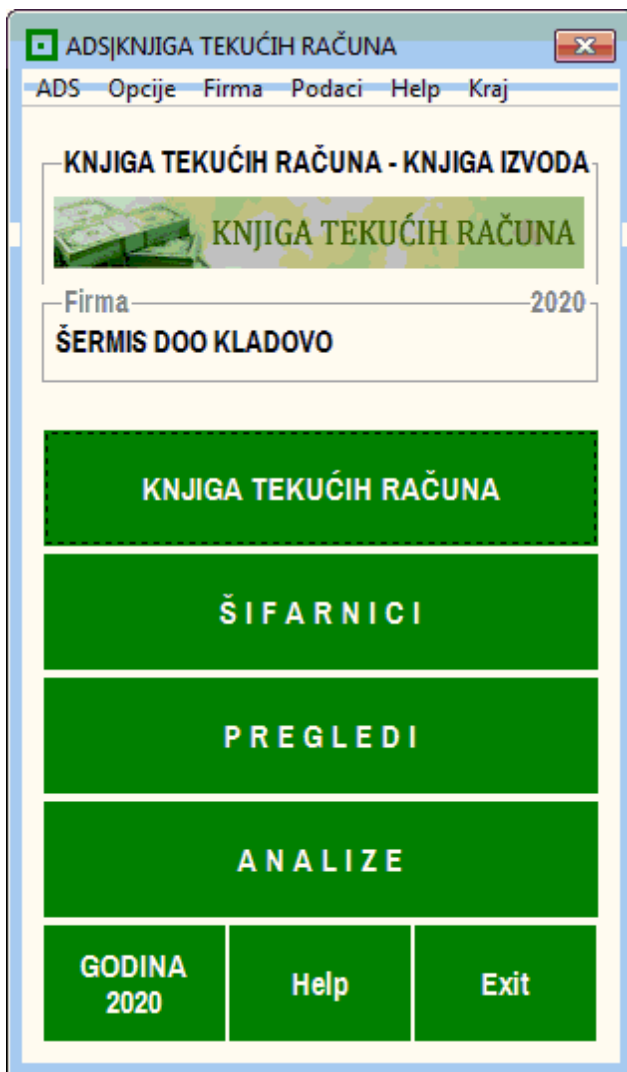 ADS|KNJIGA TEKUĆIH RAČUNA
ADS Opcije Firma Podaci Help Kraj
KNJIGA TEKUĆIH RAČUNA - KNJIGA IZVODA
KNJIGA TEKUĆIH RAČUNA
Firma 2020
ŠERMIS DOO KLADOVO
KNJIGA TEKUĆIH RAČUNA
Š I F A R N I C I
P R E G L E D I
A N A L I Z E
GODINA
2020
Help
Exit